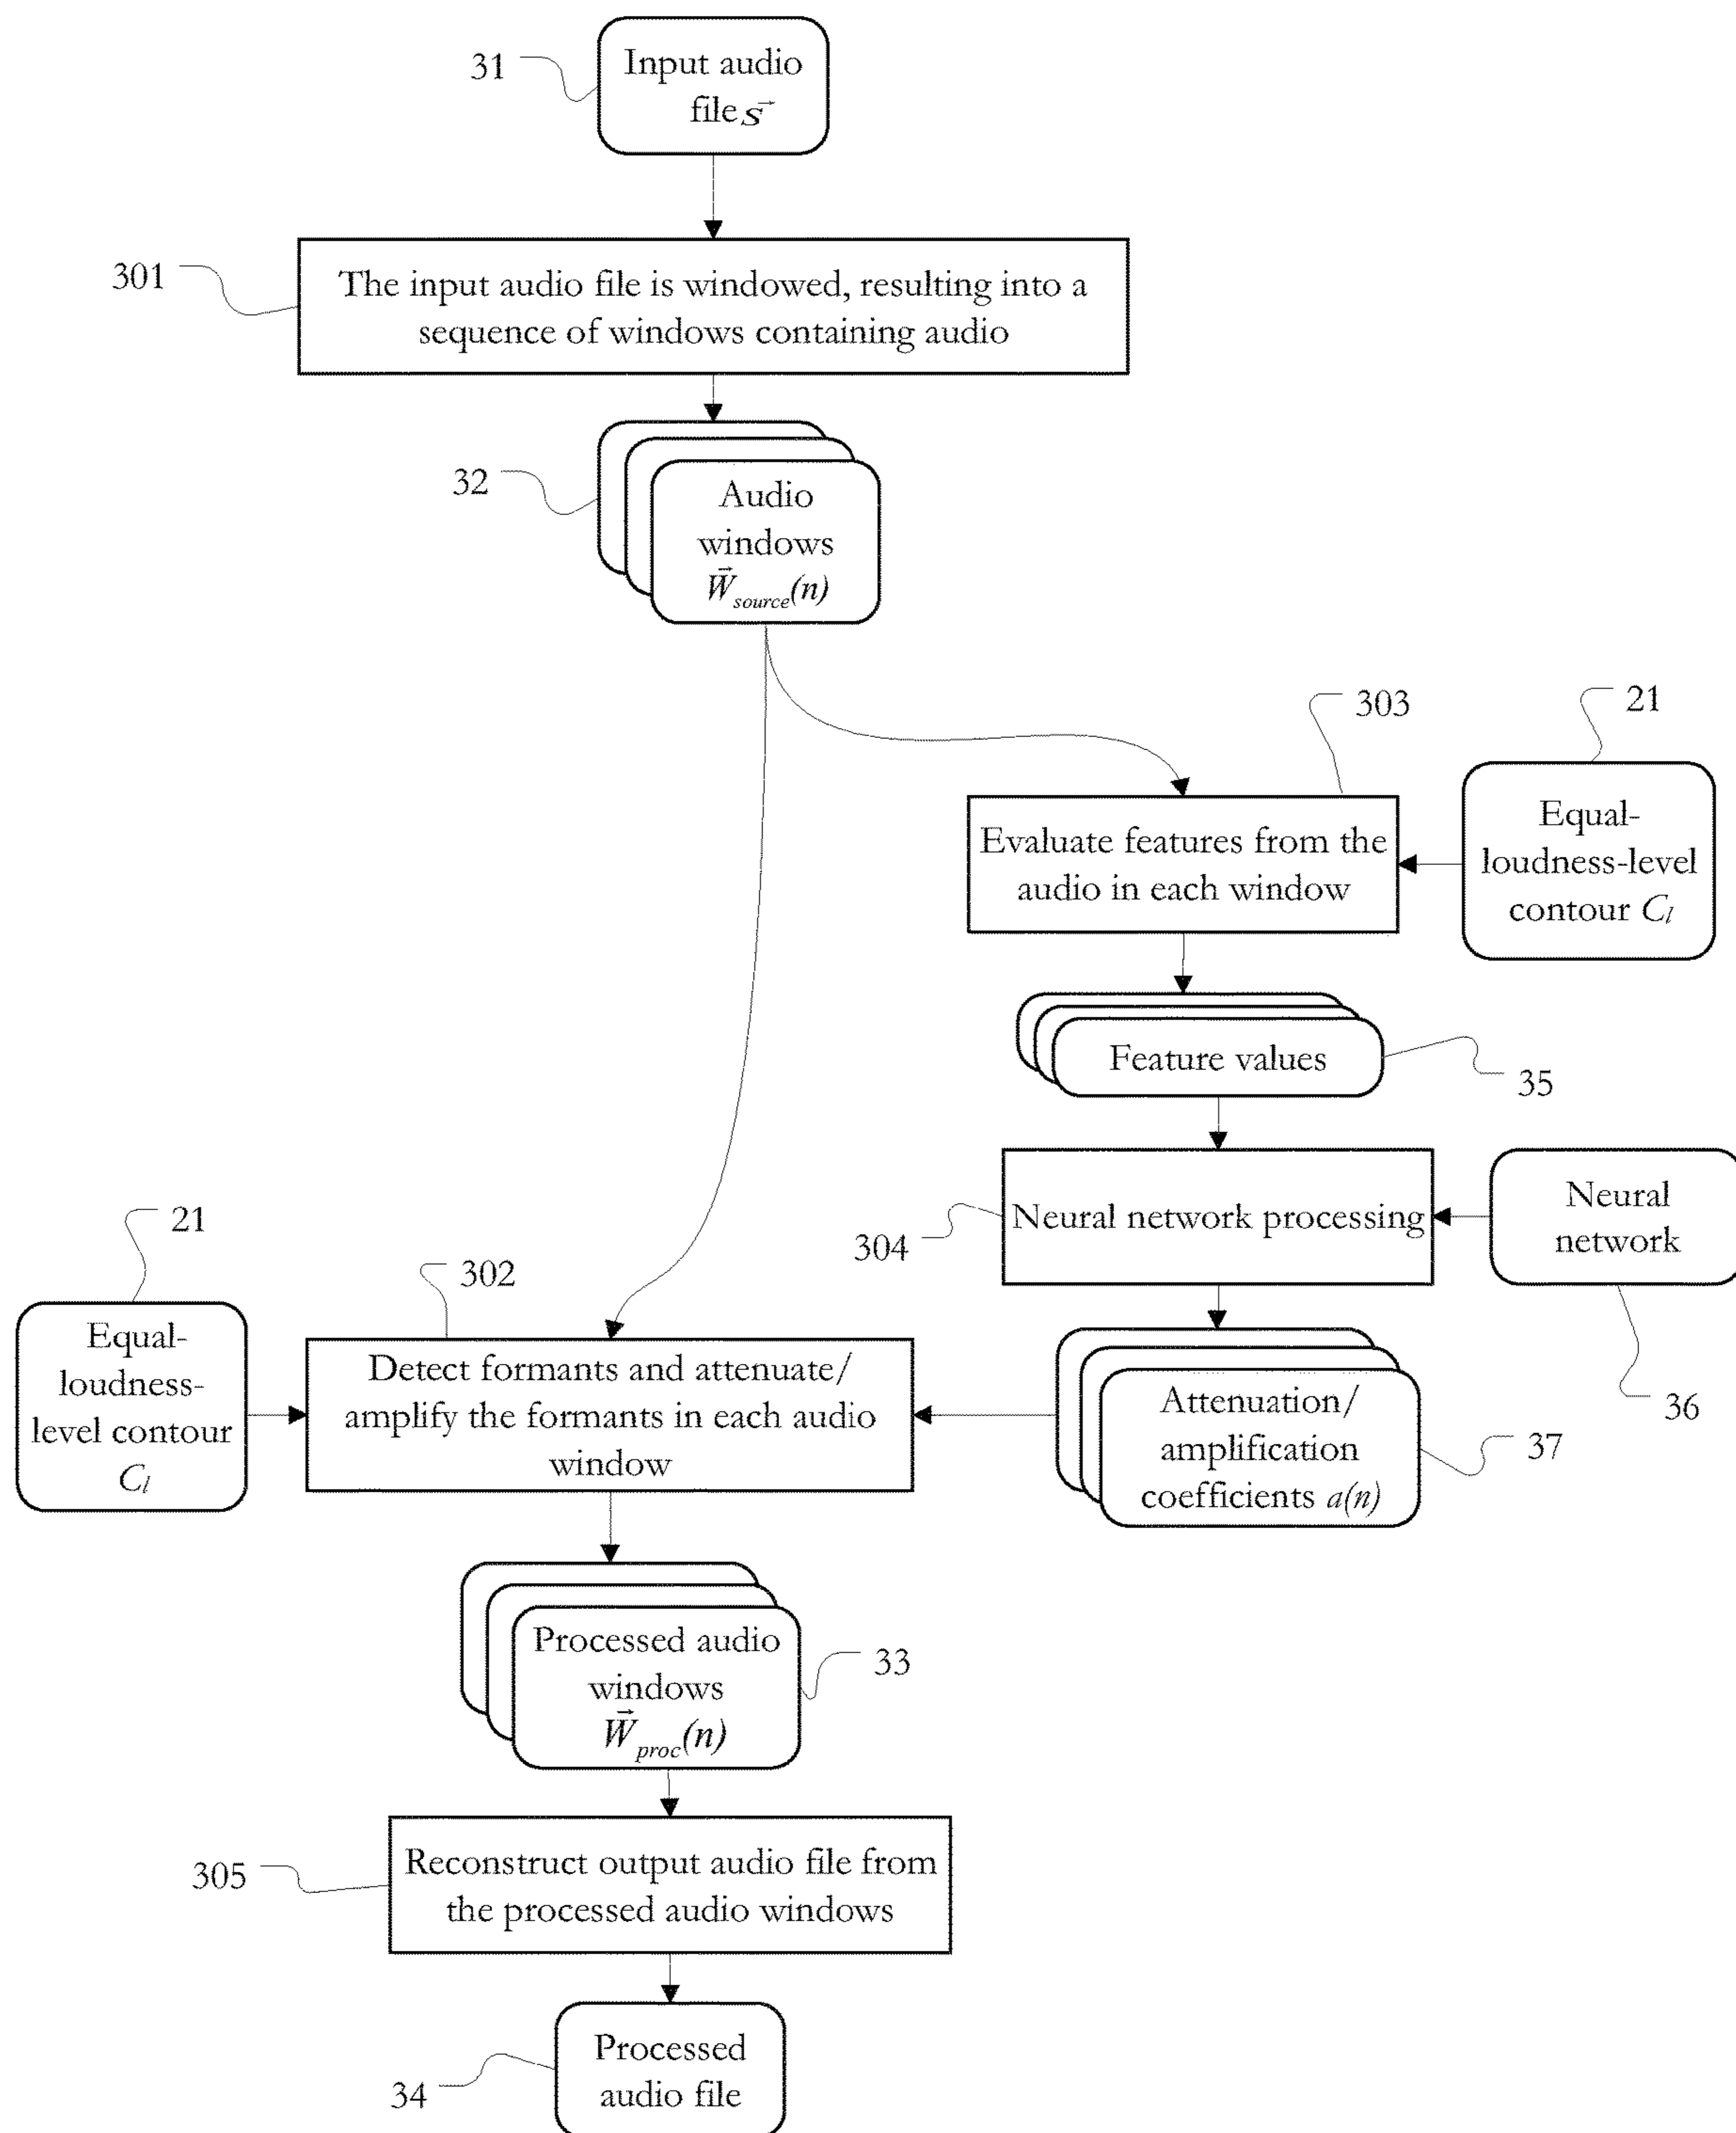 31
Input audio
file s⃗
301
The input audio file is windowed, resulting into a
sequence of windows containing audio
32
Audio
windows
W⃗source(n)
303
21
Evaluate features from the
audio in each window
Equal-
loudness-level
contour Cl
Feature values
35
304
Neural network processing
Neural
network
36
21
302
Equal-
loudness-
level contour
Cl
Detect formants and attenuate/
amplify the formants in each audio
window
Attenuation/
amplification
coefficients a(n)
37
Processed audio
windows
W⃗proc(n)
33
305
Reconstruct output audio file from
the processed audio windows
34
Processed
audio file